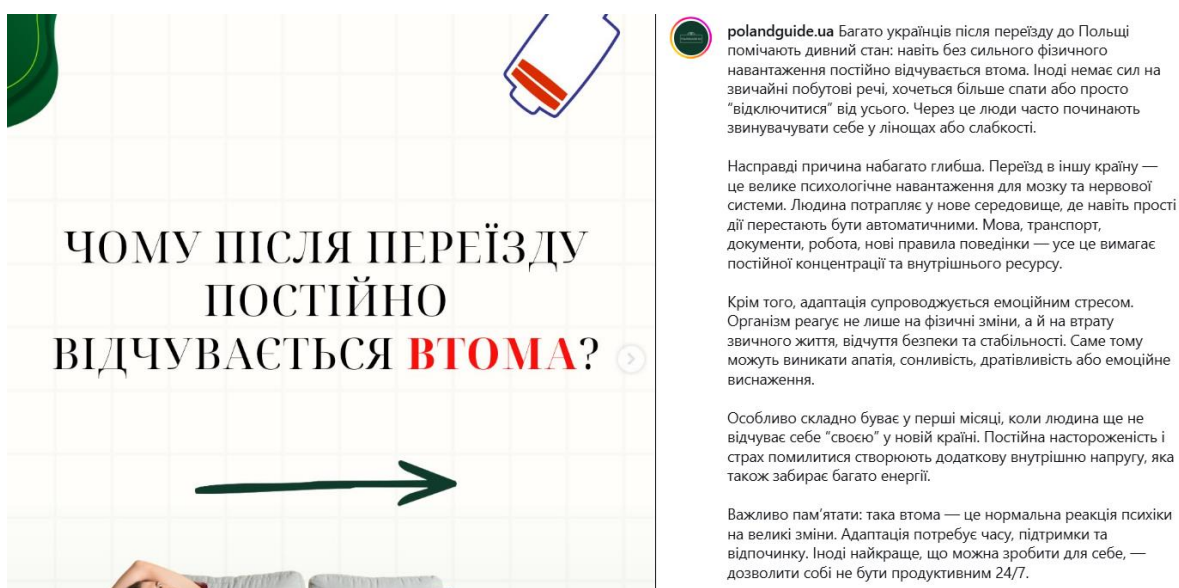 ЧОМУ ПІСЛЯ ПЕРЕЇЗДУ
ПОСТІЙНО
ВІДЧУВАЄТЬСЯ ВТОМА?
polandguide.ua Багато українців після переїзду до Польщі
помічають дивний стан: навіть без сильного фізичного
навантаження постійно відчувається втома. Іноді немає сил на
звичайні побутові речі, хочеться більше спати або просто
“відключитися” від усього. Через це люди часто починають
звинувачувати себе у лінощах або слабкості.
Насправді причина набагато глибша. Переїзд в іншу країну —
це велике психологічне навантаження для мозку та нервової
системи. Людина потрапляє у нове середовище, де навіть прості
дії перестають бути автоматичними. Мова, транспорт,
документи, робота, нові правила поведінки — усе це вимагає
постійної концентрації та внутрішнього ресурсу.
Крім того, адаптація супроводжується емоційним стресом.
Організм реагує не лише на фізичні зміни, а й на втрату
звичного життя, відчуття безпеки та стабільності. Саме тому
можуть виникати апатія, сонливість, дратівливість або емоційне
виснаження.
Особливо складно буває у перші місяці, коли людина ще не
відчуває себе “своєю” у новій країні. Постійна настороженість і
страх помилитися створюють додаткову внутрішню напругу, яка
також забирає багато енергії.
Важливо пам’ятати: така втома — це нормальна реакція психіки
на великі зміни. Адаптація потребує часу, підтримки та
відпочинку. Іноді найкраще, що можна зробити для себе, —
дозволити собі не бути продуктивним 24/7.